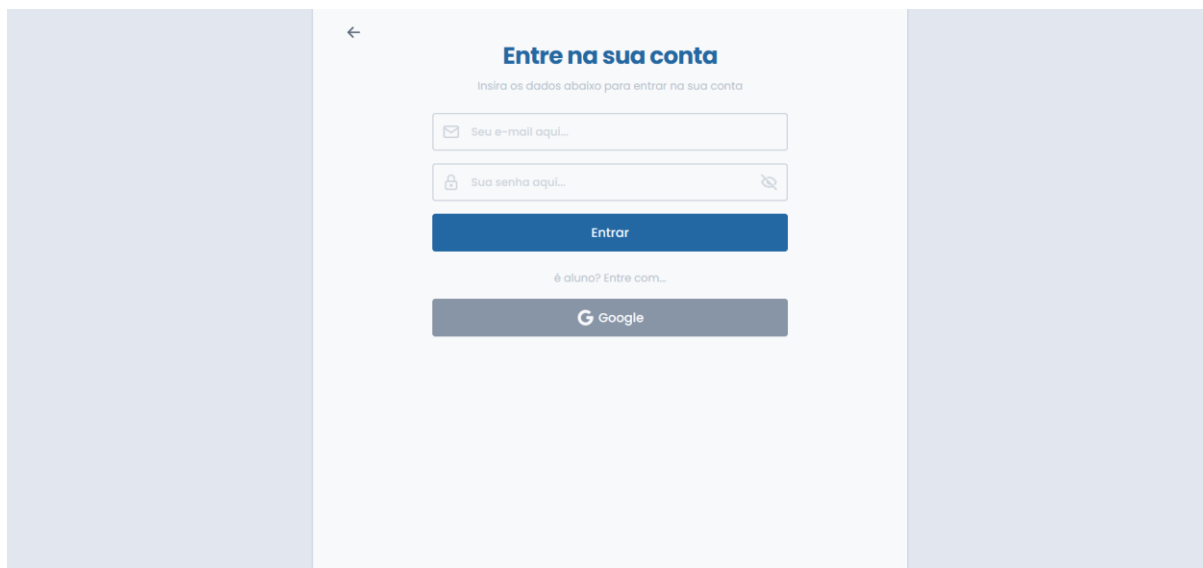 Entre na sua conta
Insira os dados abaixo para entrar na sua conta
Seu e-mail aqui...
Sua senha aqui...
Entrar
é aluno? Entre com...
Google